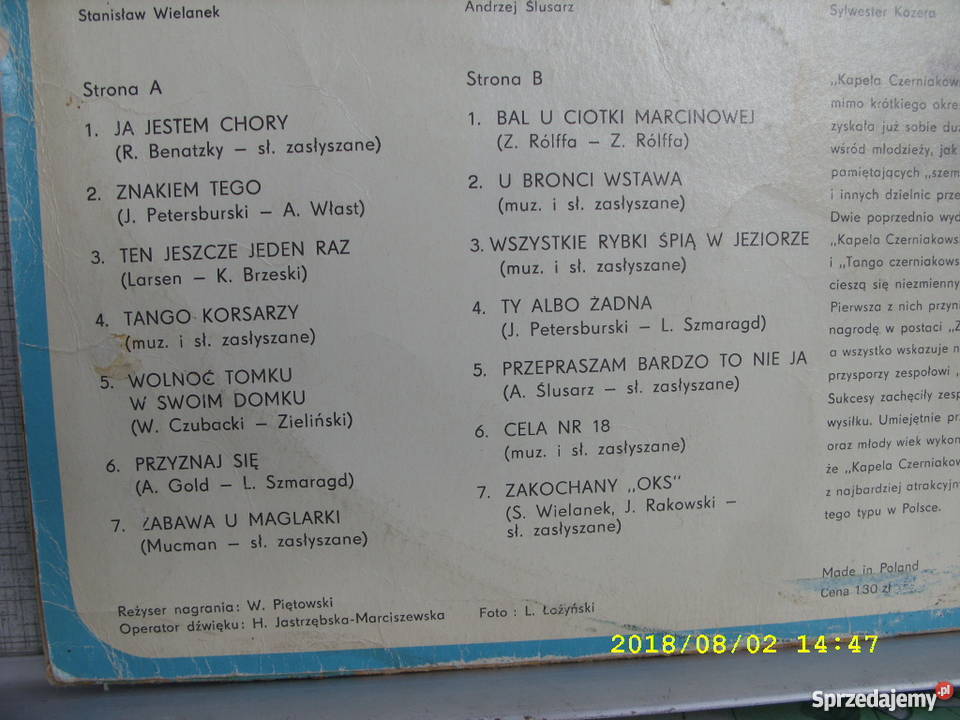 Stanisław Wielanek
Andrzej Ślusarz
Sylwester Kozera
Strona A
1. JA JESTEM CHORY
(R. Benatzky – sł. zasłyszane)
2. ZNAKIEM TEGO
(J. Petersburski – A. Włast)
3. TEN JESZCZE JEDEN RAZ
(Larsen – K. Brzeski)
4. TANGO KORSARZY
(muz. i sł. zasłyszane)
5. WOLNOĆ TOMKU
W SWOIM DOMKU
(W. Czubacki – Zieliński)
6. PRZYZNAJ SIĘ
(A. Gold – L. Szmaragd)
7. ZABAWA U MAGLARKI
(Mucman – sł. zasłyszane)
Reżyser nagrania: W. Piętowski
Operator dźwięku: H. Jastrzębska-Marciszewska
Strona B
1. BAL U CIOTKI MARCINOWEJ
(Z. Rólffa – Z. Rólffa)
2. U BRONCI WSTAWA
(muz. i sł. zasłyszane)
3. WSZYSTKIE RYBKI ŚPIĄ W JEZIORZE
(muz. i sł. zasłyszane)
4. TY ALBO ŻADNA
(J. Petersburski – L. Szmaragd)
5. PRZEPRASZAM BARDZO TO NIE JA
(A. Ślusarz – sł. zasłyszane)
6. CELA NR 18
(muz. i sł. zasłyszane)
7. ZAKOCHANY „OKS"
(S. Wielanek, J. Rakowski –
sł. zasłyszane)
Foto : L. Łożyński
„Kapela Czerniakow
mimo krótkiego okre
zyskała już sobie du
wśród młodzieży, jak
pamiętających „szem
i innych dzielnic prze
Dwie poprzednio wyd
„Kapela Czerniakows
i „Tango czerniakows
cieszą się niezmienny
Pierwsza z nich przyni
nagrodę w postaci „Z
a wszystko wskazuje n
przysporzy zespołowi
Sukcesy zachęciły zesp
wysiłku. Umiejętnie prz
oraz młody wiek wykon
że „Kapela Czerniakow
z najbardziej atrakcyjn
tego typu w Polsce.
Made in Poland
Cena 130 zł
2018/08/02 14:47
Sprzedajemy.pl